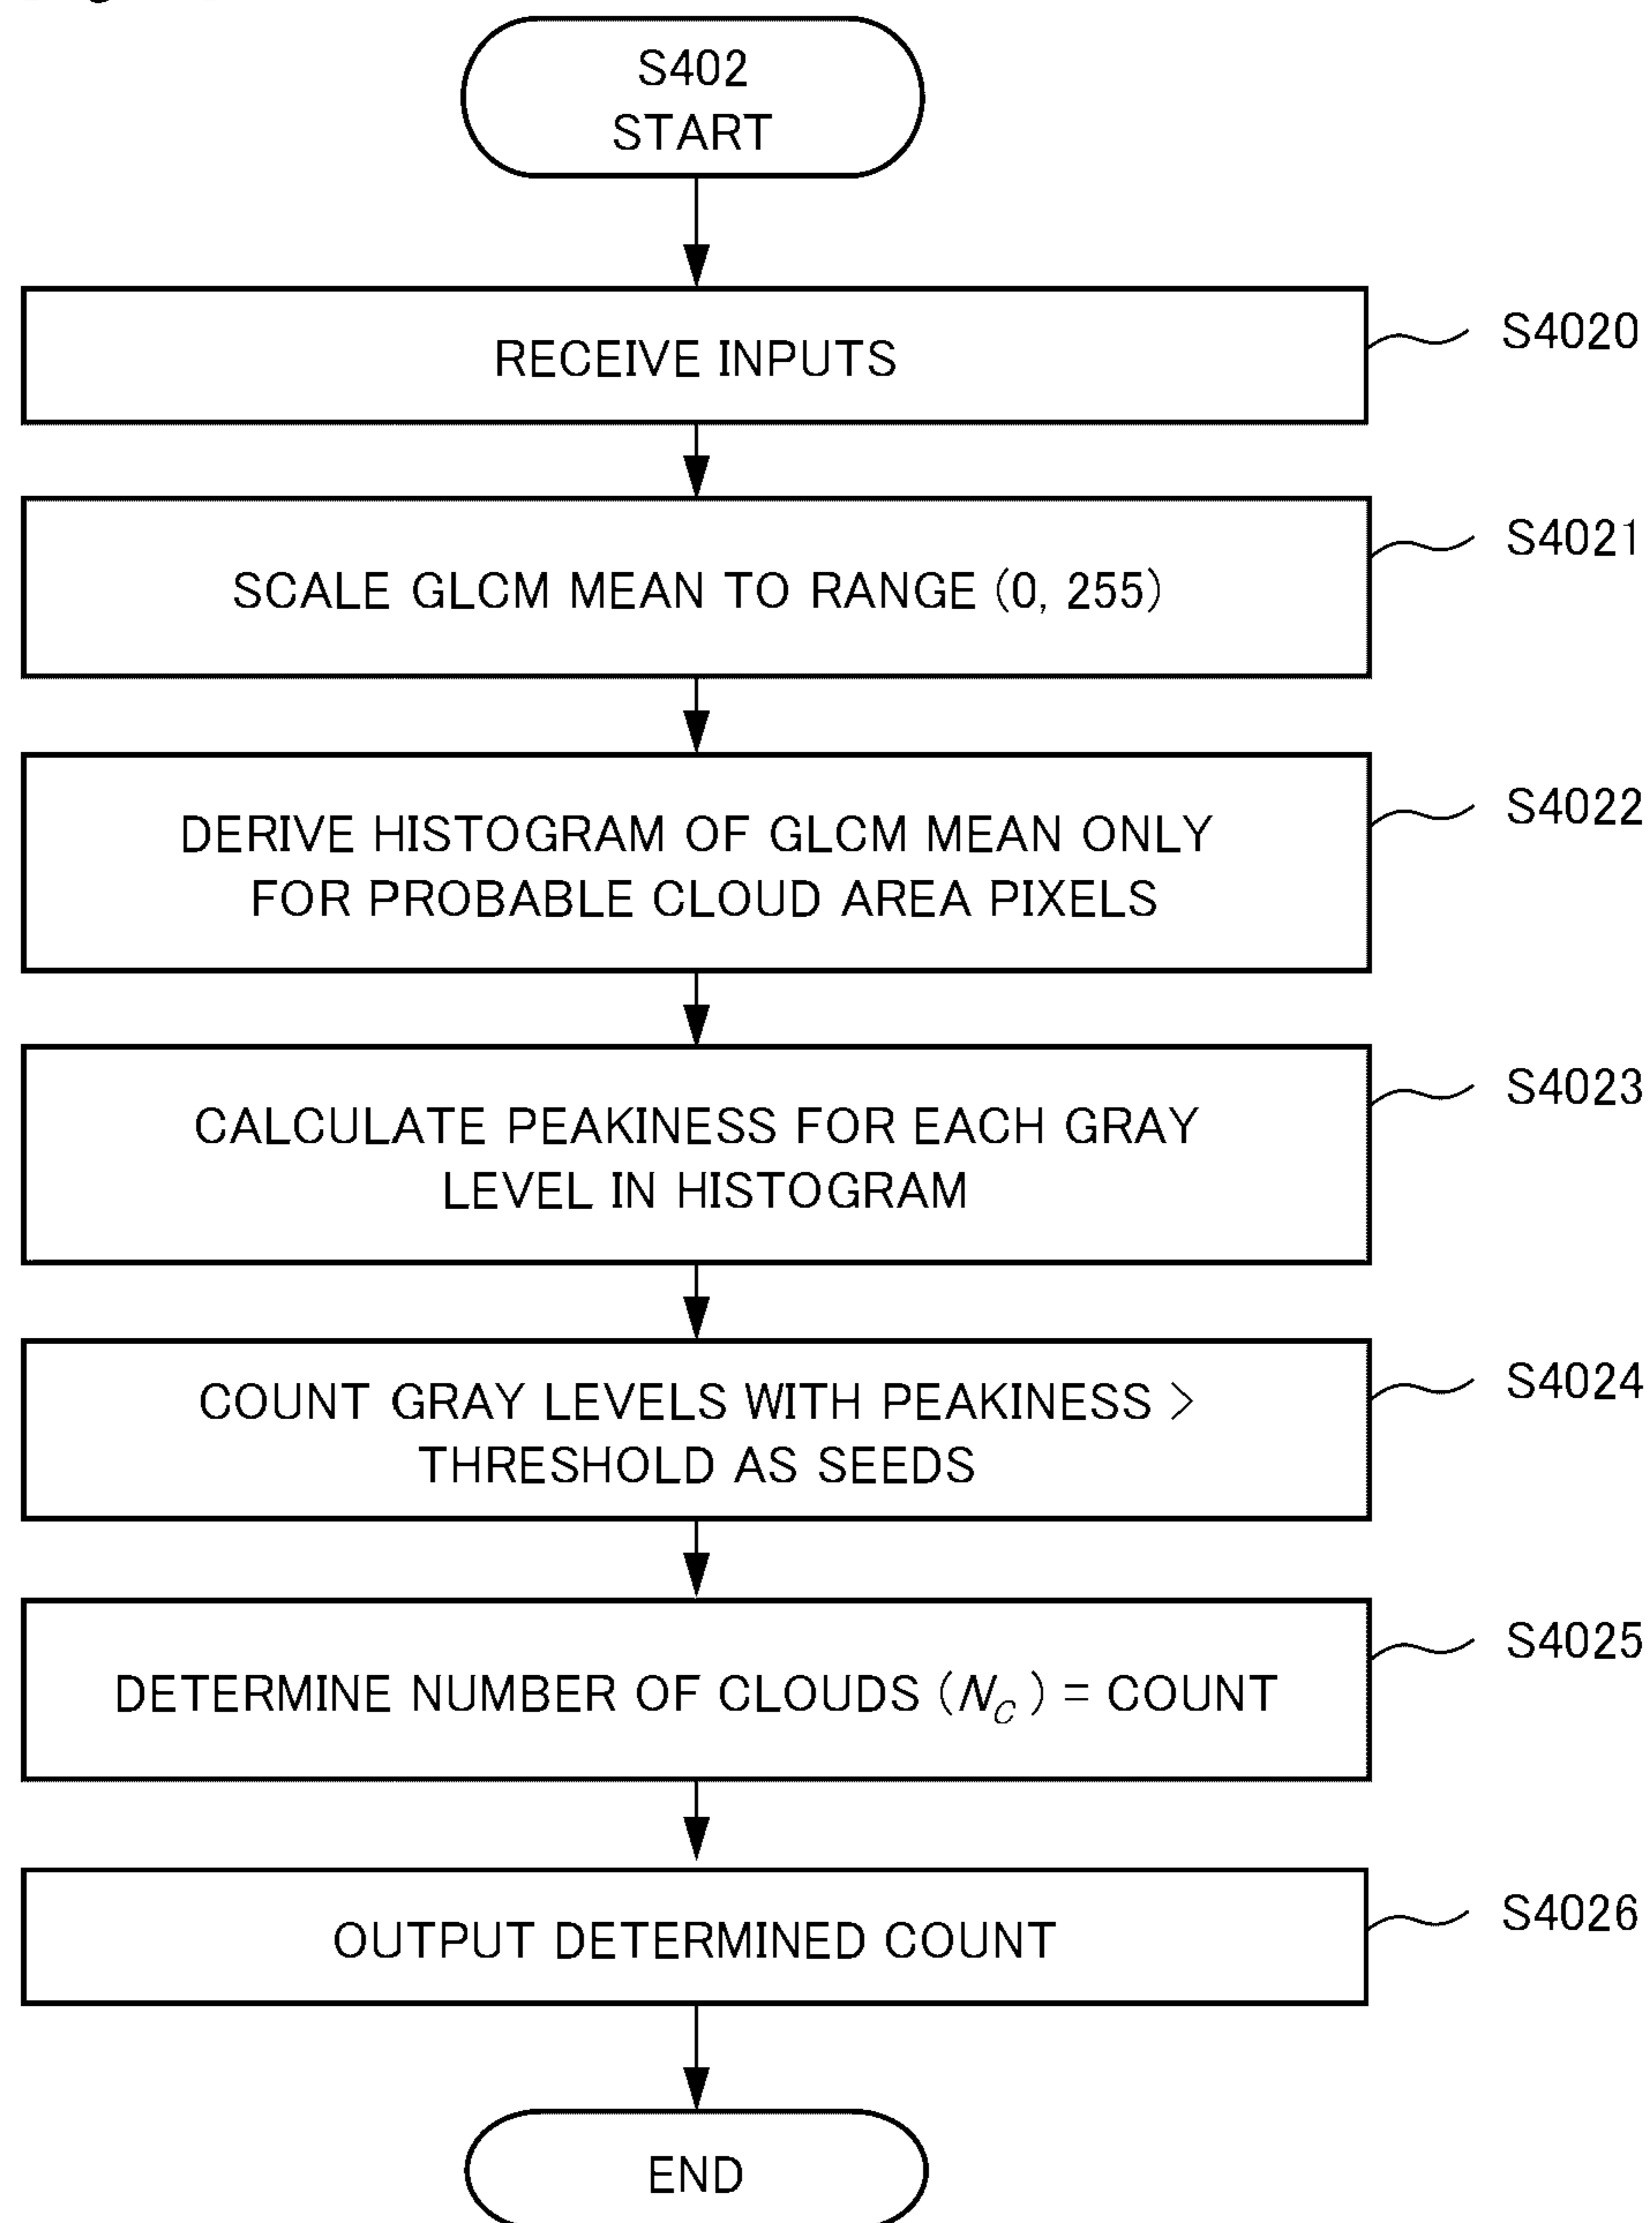 S402
START
RECEIVE INPUTS
S4020
SCALE GLCM MEAN TO RANGE (0, 255)
S4021
DERIVE HISTOGRAM OF GLCM MEAN ONLY
FOR PROBABLE CLOUD AREA PIXELS
S4022
CALCULATE PEAKINESS FOR EACH GRAY
LEVEL IN HISTOGRAM
S4023
COUNT GRAY LEVELS WITH PEAKINESS >
THRESHOLD AS SEEDS
S4024
DETERMINE NUMBER OF CLOUDS (N_C) = COUNT
S4025
OUTPUT DETERMINED COUNT
S4026
END